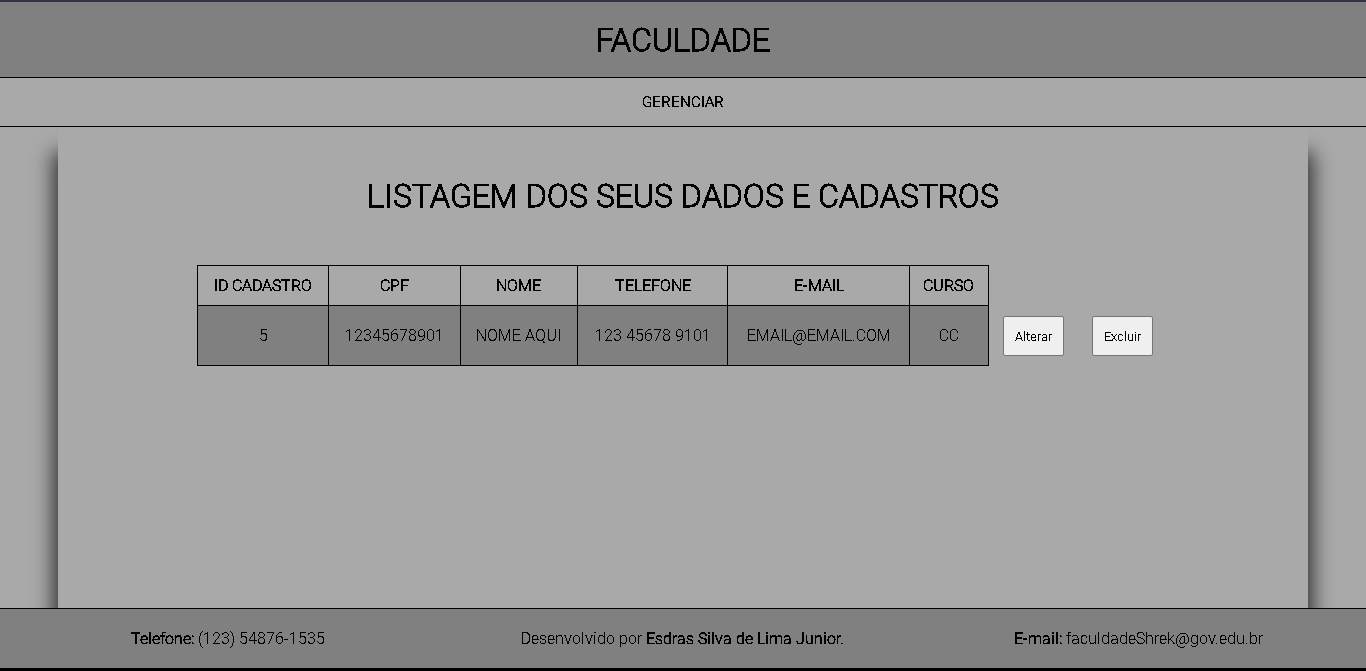 FACULDADE
GERENCIAR
LISTAGEM DOS SEUS DADOS E CADASTROS
ID CADASTRO CPF NOME TELEFONE E-MAIL CURSO
5 12345678901 NOME AQUI 123 45678 9101 EMAIL@EMAIL.COM CC Alterar Excluir
Telefone: (123) 54876-1535 Desenvolvido por Esdras Silva de Lima Junior. E-mail: faculdadeShrek@gov.edu.br